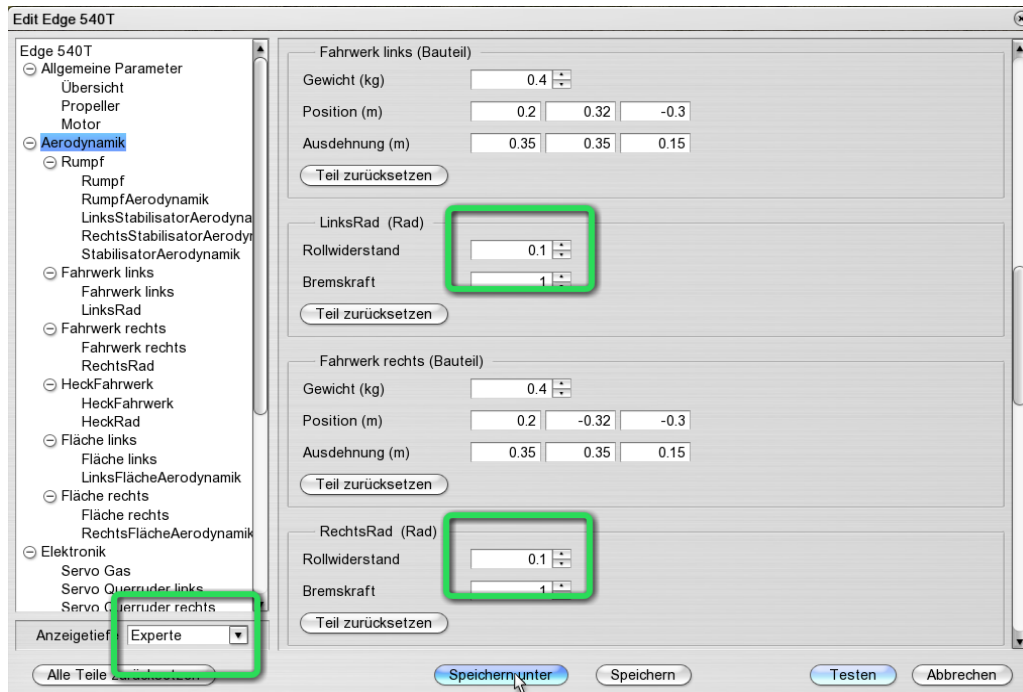 Edit Edge 540T
Edge 540T
Allgemeine Parameter
Übersicht
Propeller
Motor
Aerodynamik
Rumpf
Rumpf
RumpfAerodynamik
LinksStabilisatorAerodyna
RechtsStabilisatorAerodyn
StabilisatorAerodynamik
Fahrwerk links
Fahrwerk links
LinksRad
Fahrwerk rechts
Fahrwerk rechts
RechtsRad
HeckFahrwerk
HeckFahrwerk
HeckRad
Fläche links
Fläche links
LinksFlächeAerodynamik
Fläche rechts
Fläche rechts
RechtsFlächeAerodynamik
Elektronik
Servo Gas
Servo Querruder links
Servo Querruder rechts
Anzeigetiefe Experte
Alle Teile zurücksetzen
Fahrwerk links (Bauteil)
Gewicht (kg) 0.4
Position (m) 0.2 0.32 -0.3
Ausdehnung (m) 0.35 0.35 0.15
Teil zurücksetzen
LinksRad (Rad)
Rollwiderstand 0.1
Bremskraft 1
Teil zurücksetzen
Fahrwerk rechts (Bauteil)
Gewicht (kg) 0.4
Position (m) 0.2 -0.32 -0.3
Ausdehnung (m) 0.35 0.35 0.15
Teil zurücksetzen
RechtsRad (Rad)
Rollwiderstand 0.1
Bremskraft 1
Teil zurücksetzen
Speichern unter Speichern Testen Abbrechen